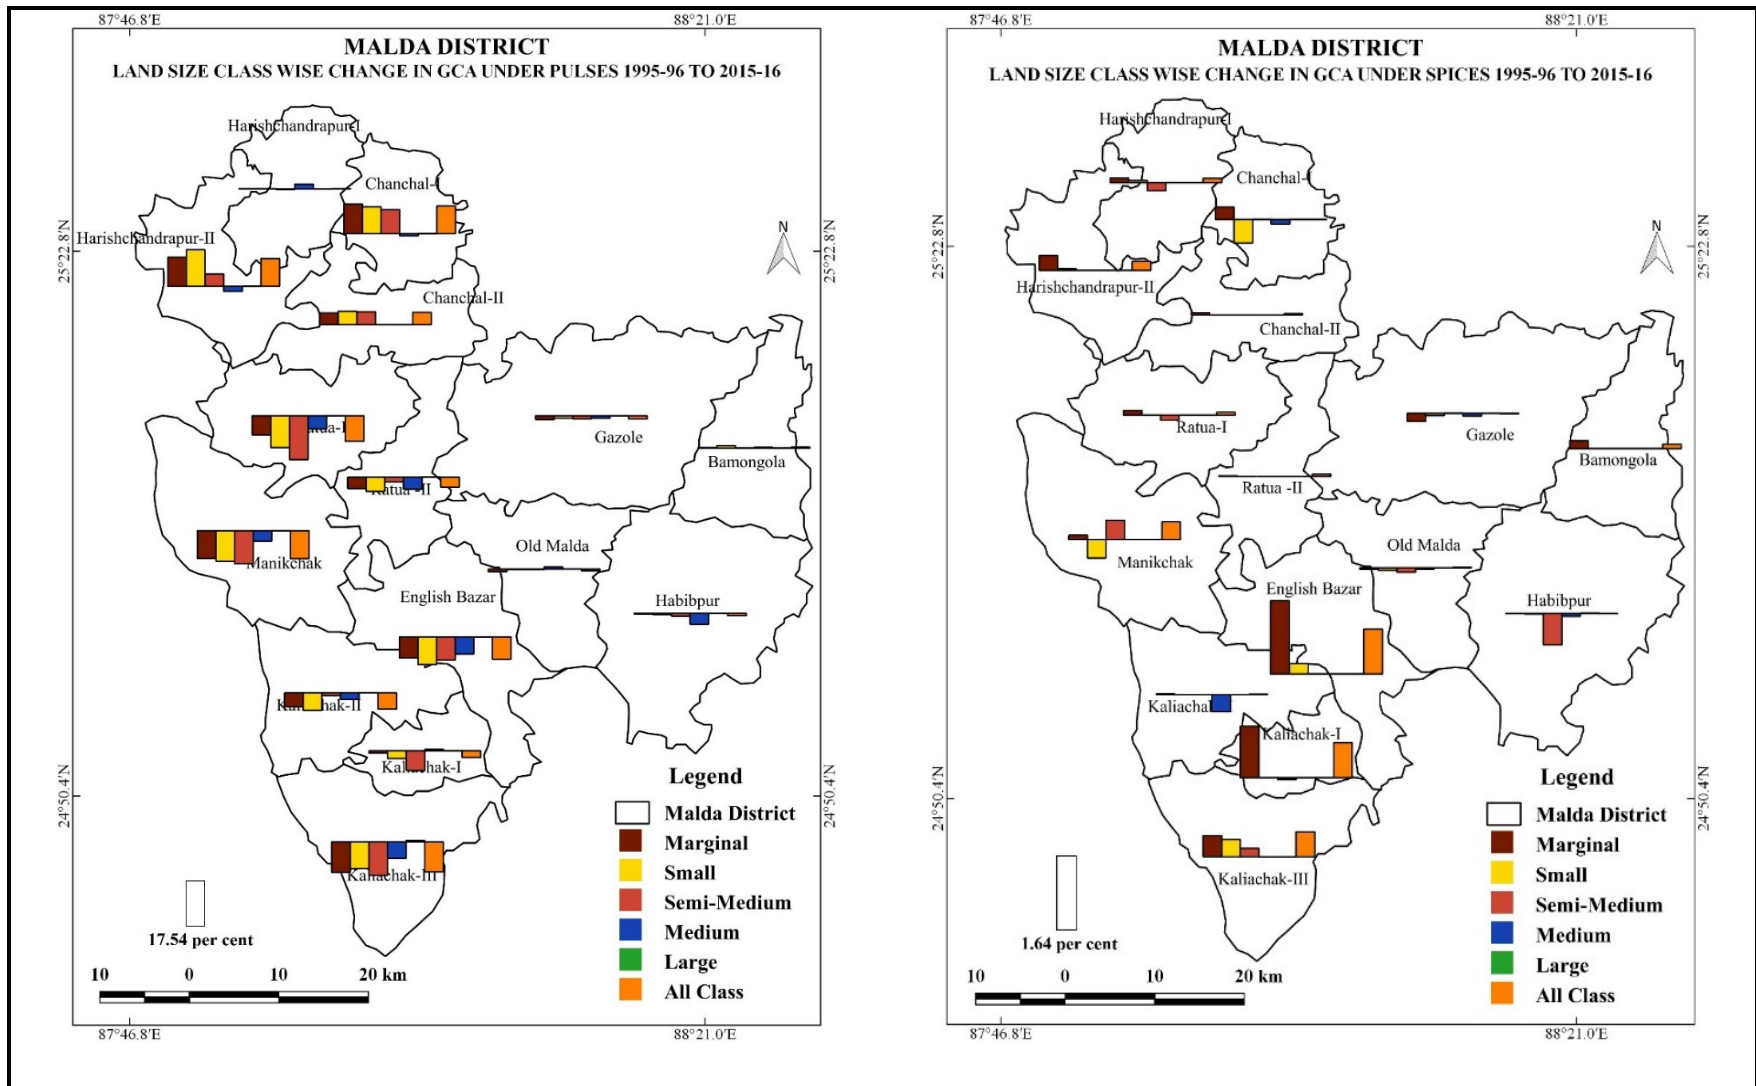 87°46.8'E 88°21.0'E
MALDA DISTRICT
LAND SIZE CLASS WISE CHANGE IN GCA UNDER PULSES 1995-96 TO 2015-16
Harishchandrapur-I
Chanchal-I
N
25°22.8'N 25°22.8'N
Harishchandrapur-II
Chanchal-II
Ratua-I
Gazole
Bamongola
Ratua -II
Old Malda
Manikchak
English Bazar
Habibpur
Kaliachak-II
Kaliachak-I
24°50.4'N 24°50.4'N
Kaliachak-III
Legend
Malda District
Marginal
Small
Semi-Medium
Medium
Large
All Class
17.54 per cent
10 0 10 20 km
87°46.8'E 88°21.0'E
87°46.8'E 88°21.0'E
MALDA DISTRICT
LAND SIZE CLASS WISE CHANGE IN GCA UNDER SPICES 1995-96 TO 2015-16
Harishchandrapur-I
Chanchal-I
N
25°22.8'N 25°22.8'N
Harishchandrapur-II
Chanchal-II
Ratua-I
Gazole
Bamongola
Ratua -II
Old Malda
Manikchak
English Bazar
Habibpur
Kaliachak-I
24°50.4'N 24°50.4'N
Kaliachak-III
Legend
Malda District
Marginal
Small
Semi-Medium
Medium
Large
All Class
1.64 per cent
10 0 10 20 km
87°46.8'E 88°21.0'E